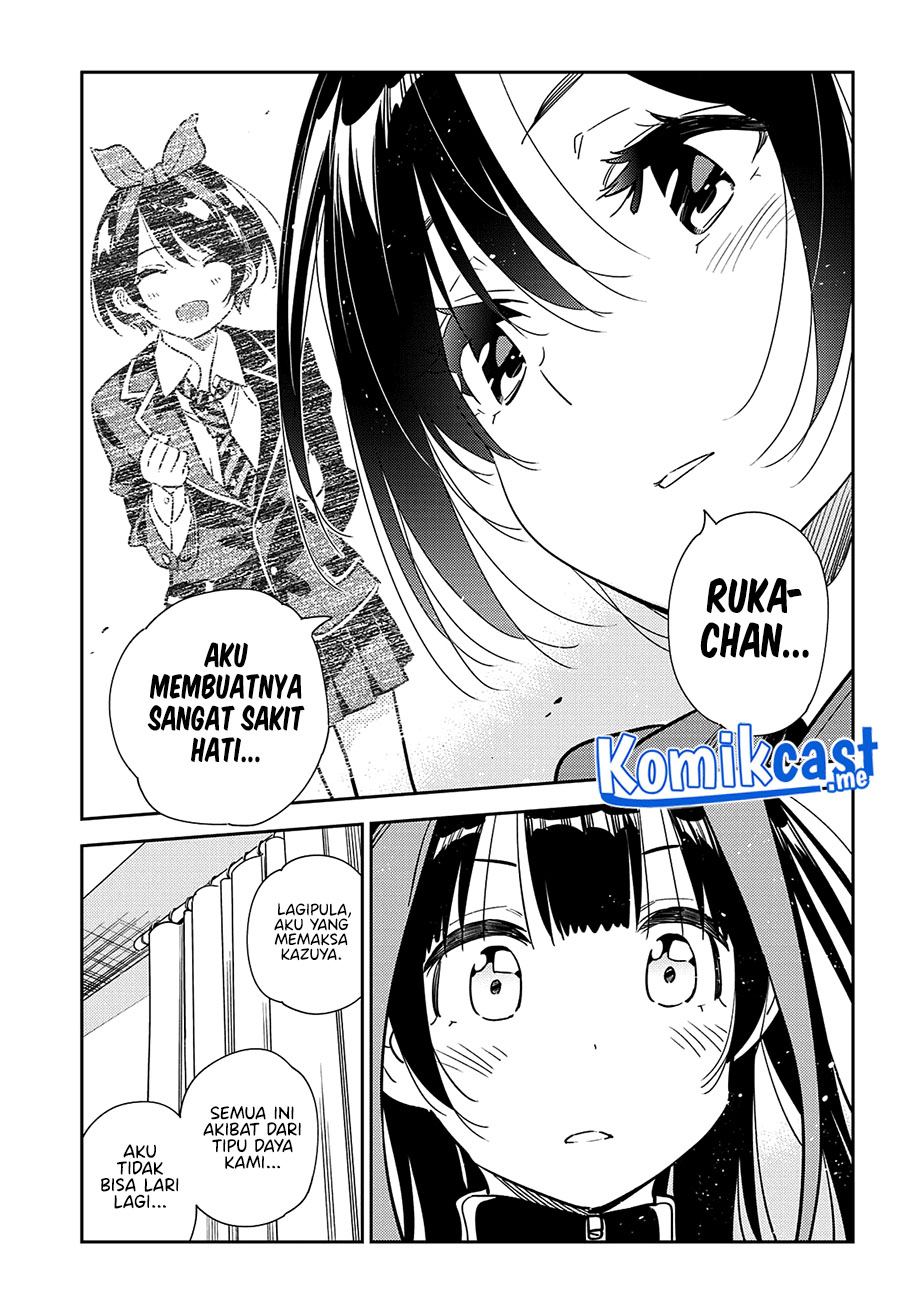 RUKA-
CHAN...
AKU
MEMBUATNYA
SANGAT SAKIT
HATI...
Komikcast
.me
LAGIPULA,
AKU YANG
MEMAKSA
KAZUYA.
SEMUA INI
AKIBAT DARI
TIPU DAYA
KAMI...
AKU
TIDAK
BISA LARI
LAGI...